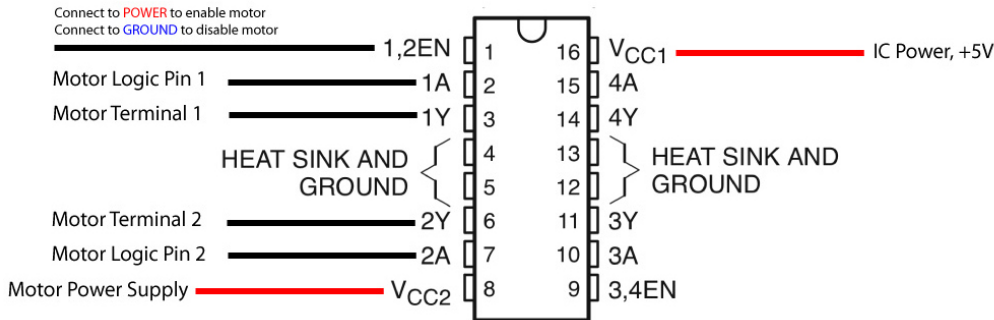 Connect to POWER to enable motor
Connect to GROUND to disable motor
1,2EN 1 16 VCC1 IC Power, +5V
Motor Logic Pin 1 1A 2 15 4A
Motor Terminal 1 1Y 3 14 4Y
HEAT SINK AND GROUND 4 13 HEAT SINK AND GROUND
5 12
Motor Terminal 2 2Y 6 11 3Y
Motor Logic Pin 2 2A 7 10 3A
Motor Power Supply VCC2 8 9 3,4EN